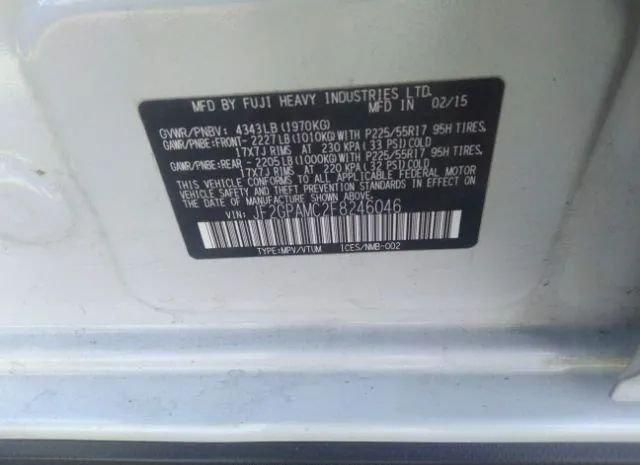 MFD BY FUJI HEAVY INDUSTRIES LTD.
MFD IN 02/15
GVWR/PNBV: 4343LB(1970KG)
GAWR/PNBE:FRONT- 2227LB(1010KG)WITH P225/55R17 95H TIRES,
17X7J RIMS AT 230 KPA(33 PSI)COLD
GAWR/PNBE:REAR - 2205LB(1000KG)WITH P225/55R17 95H TIRES,
17X7J RIMS AT 220 KPA(32 PSI)COLD
THIS VEHICLE CONFORMS TO ALL APPLICABLE FEDERAL MOTOR
VEHICLE SAFETY AND THEFT PREVENTION STANDARDS IN EFFECT
ON THE DATE OF MANUFACTURE SHOWN ABOVE.
VIN: JF2GPAMC2F8246046
TYPE:MPV/VTUM ICES/NMB-002